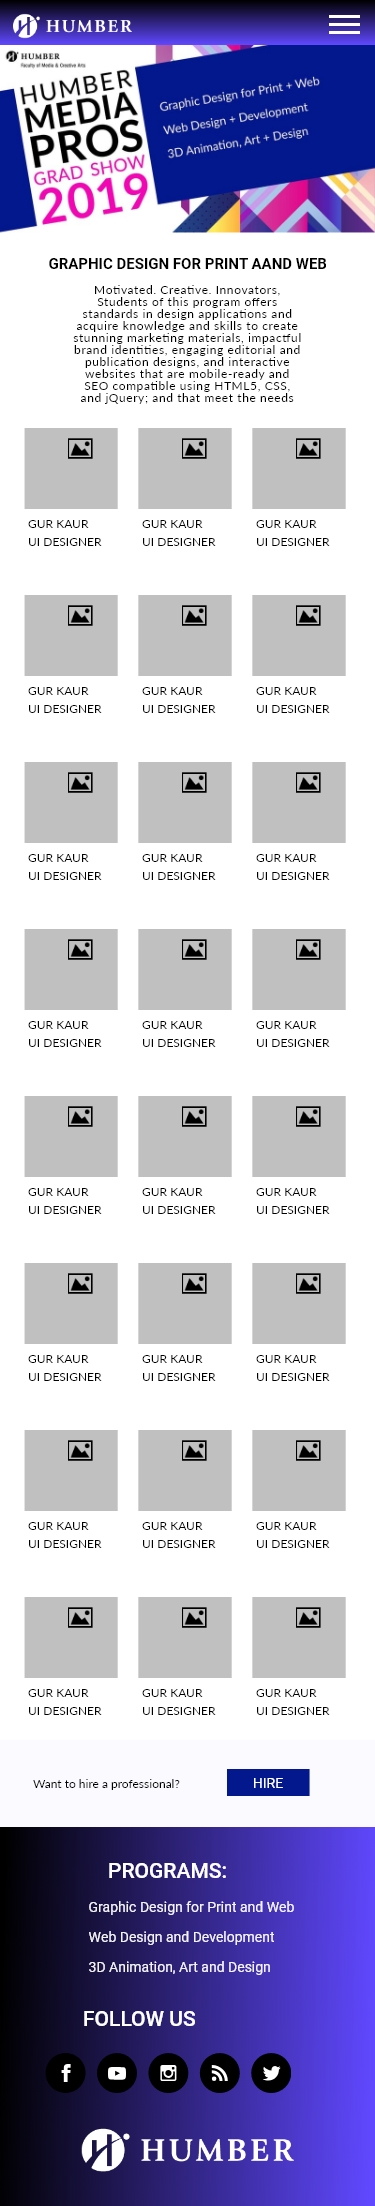 HUMBER
HUMBER
Faculty of Media & Creative Arts
HUMBER
MEDIA
PROS
GRAD SHOW
2019
Graphic Design for Print + Web
Web Design + Development
3D Animation, Art + Design
GRAPHIC DESIGN FOR PRINT AAND WEB
Motivated. Creative. Innovators,
Students of this program offers
standards in design applications and
acquire knowledge and skills to create
stunning marketing materials, impactful
brand identities, engaging editorial and
publication designs, and interactive
websites that are mobile-ready and
SEO compatible using HTML5, CSS,
and jQuery; and that meet the needs
GUR KAUR GUR KAUR GUR KAUR
UI DESIGNER UI DESIGNER UI DESIGNER
GUR KAUR GUR KAUR GUR KAUR
UI DESIGNER UI DESIGNER UI DESIGNER
GUR KAUR GUR KAUR GUR KAUR
UI DESIGNER UI DESIGNER UI DESIGNER
GUR KAUR GUR KAUR GUR KAUR
UI DESIGNER UI DESIGNER UI DESIGNER
GUR KAUR GUR KAUR GUR KAUR
UI DESIGNER UI DESIGNER UI DESIGNER
GUR KAUR GUR KAUR GUR KAUR
UI DESIGNER UI DESIGNER UI DESIGNER
GUR KAUR GUR KAUR GUR KAUR
UI DESIGNER UI DESIGNER UI DESIGNER
GUR KAUR GUR KAUR GUR KAUR
UI DESIGNER UI DESIGNER UI DESIGNER
Want to hire a professional? HIRE
PROGRAMS:
Graphic Design for Print and Web
Web Design and Development
3D Animation, Art and Design
FOLLOW US
HUMBER